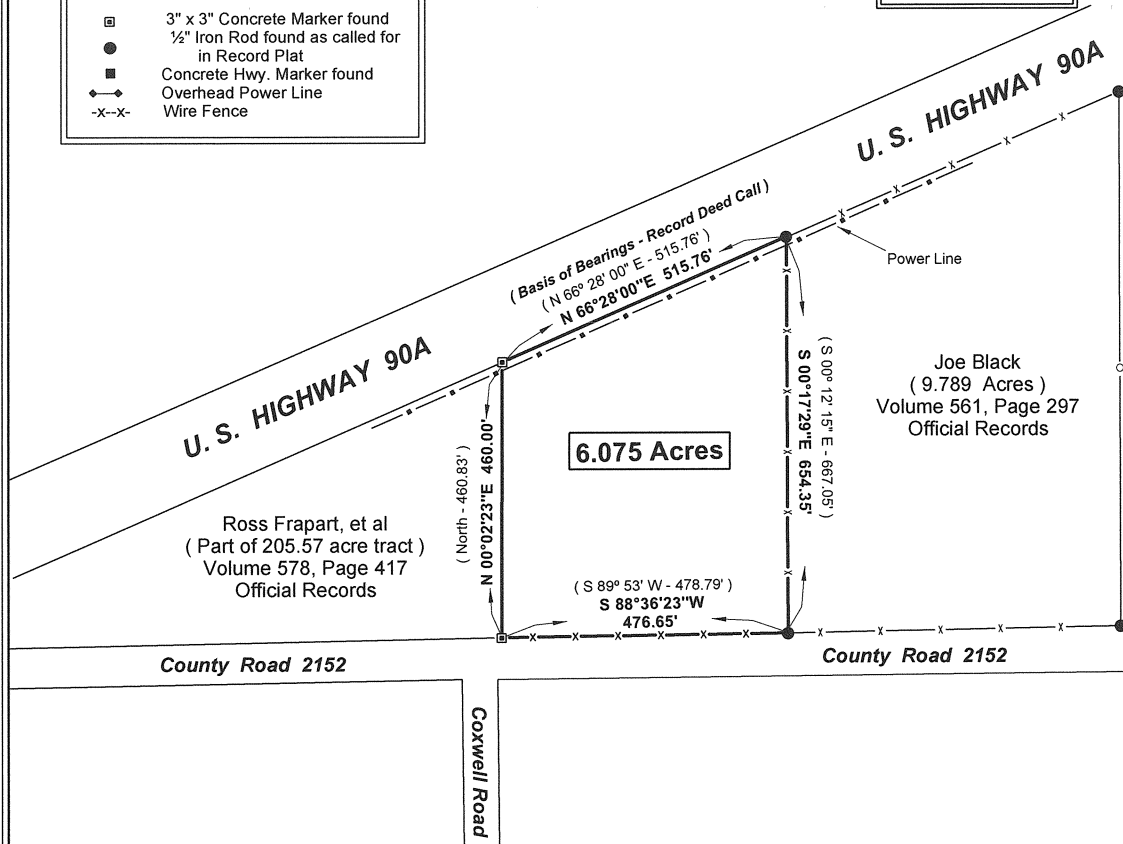 3" x 3" Concrete Marker found
½" Iron Rod found as called for
in Record Plat
Concrete Hwy. Marker found
Overhead Power Line
-x--x- Wire Fence
U. S. HIGHWAY 90A
( Basis of Bearings - Record Deed Call )
( N 66º 28' 00" E - 515.76' )
N 66°28'00"E 515.76'
Power Line
U. S. HIGHWAY 90A
( North - 460.83' )
N 00°02'23"E 460.00'
6.075 Acres
S 00°17'29"E 654.35'
( S 00º 12' 15" E - 667.05' )
Joe Black
( 9.789 Acres )
Volume 561, Page 297
Official Records
Ross Frapart, et al
( Part of 205.57 acre tract )
Volume 578, Page 417
Official Records
( S 89º 53' W - 478.79' )
S 88°36'23"W
476.65'
County Road 2152
County Road 2152
Coxwell Road